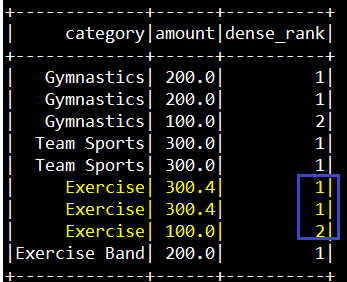 +-------------+------+----------+
|     category|amount|dense_rank|
+-------------+------+----------+
|   Gymnastics| 200.0|         1|
|   Gymnastics| 200.0|         1|
|   Gymnastics| 100.0|         2|
|  Team Sports| 300.0|         1|
|  Team Sports| 300.0|         1|
|     Exercise| 300.4|         1|
|     Exercise| 300.4|         1|
|     Exercise| 100.0|         2|
|Exercise Band| 200.0|         1|
+-------------+------+----------+